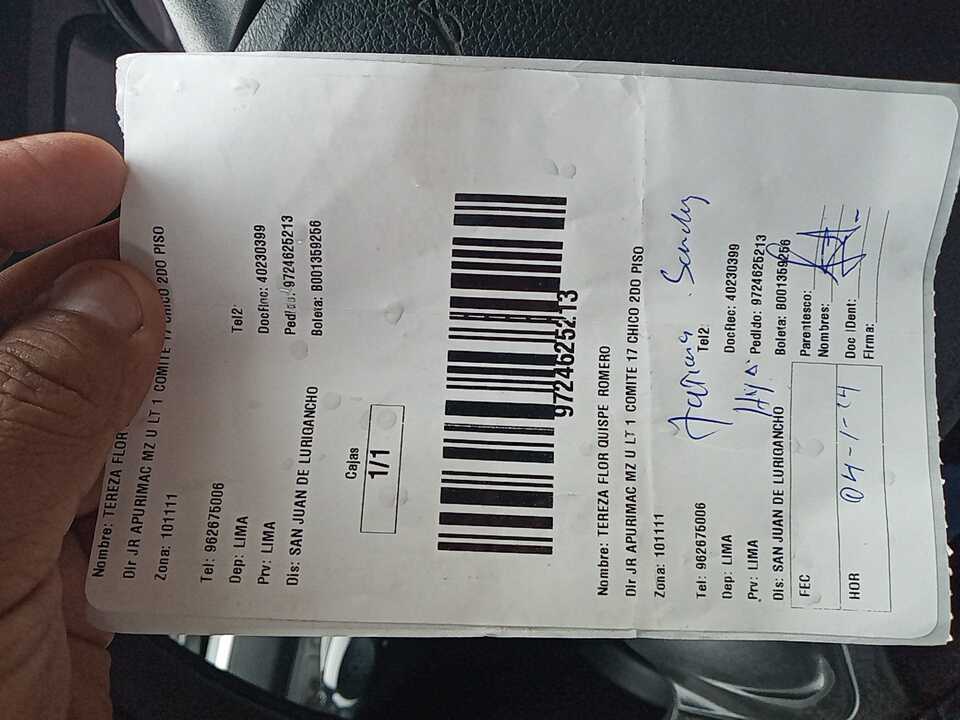 Nombre: TEREZA FLOR
Dir JR APURIMAC MZ U LT 1 COMITE 17 CHICO 2DO PISO
Zona: 101111
Tel: 962675006 Tel2:
Dep: LIMA DocfInc: 40230399
Prv: LIMA Pedido: 9724625213
Dis: SAN JUAN DE LURIGANCHO Boleta: B001359256
Cajas
1/1
9724625213
Nombre: TEREZA FLOR QUISPE ROMERO
Dir JR APURIMAC MZ U LT 1 COMITE 17 CHICO 2DO PISO
Zona: 101111
Tel: 962675006 Tel2:
Dep: LIMA Docflec: 40230399
Prv: LIMA Pedido: 9724625213
Dis: SAN JUAN DE LURIGANCHO Boleta: B001359256
FEC Parentesco:
Nombres:
HOR 04-1-24 Doc IDent:
Firma: